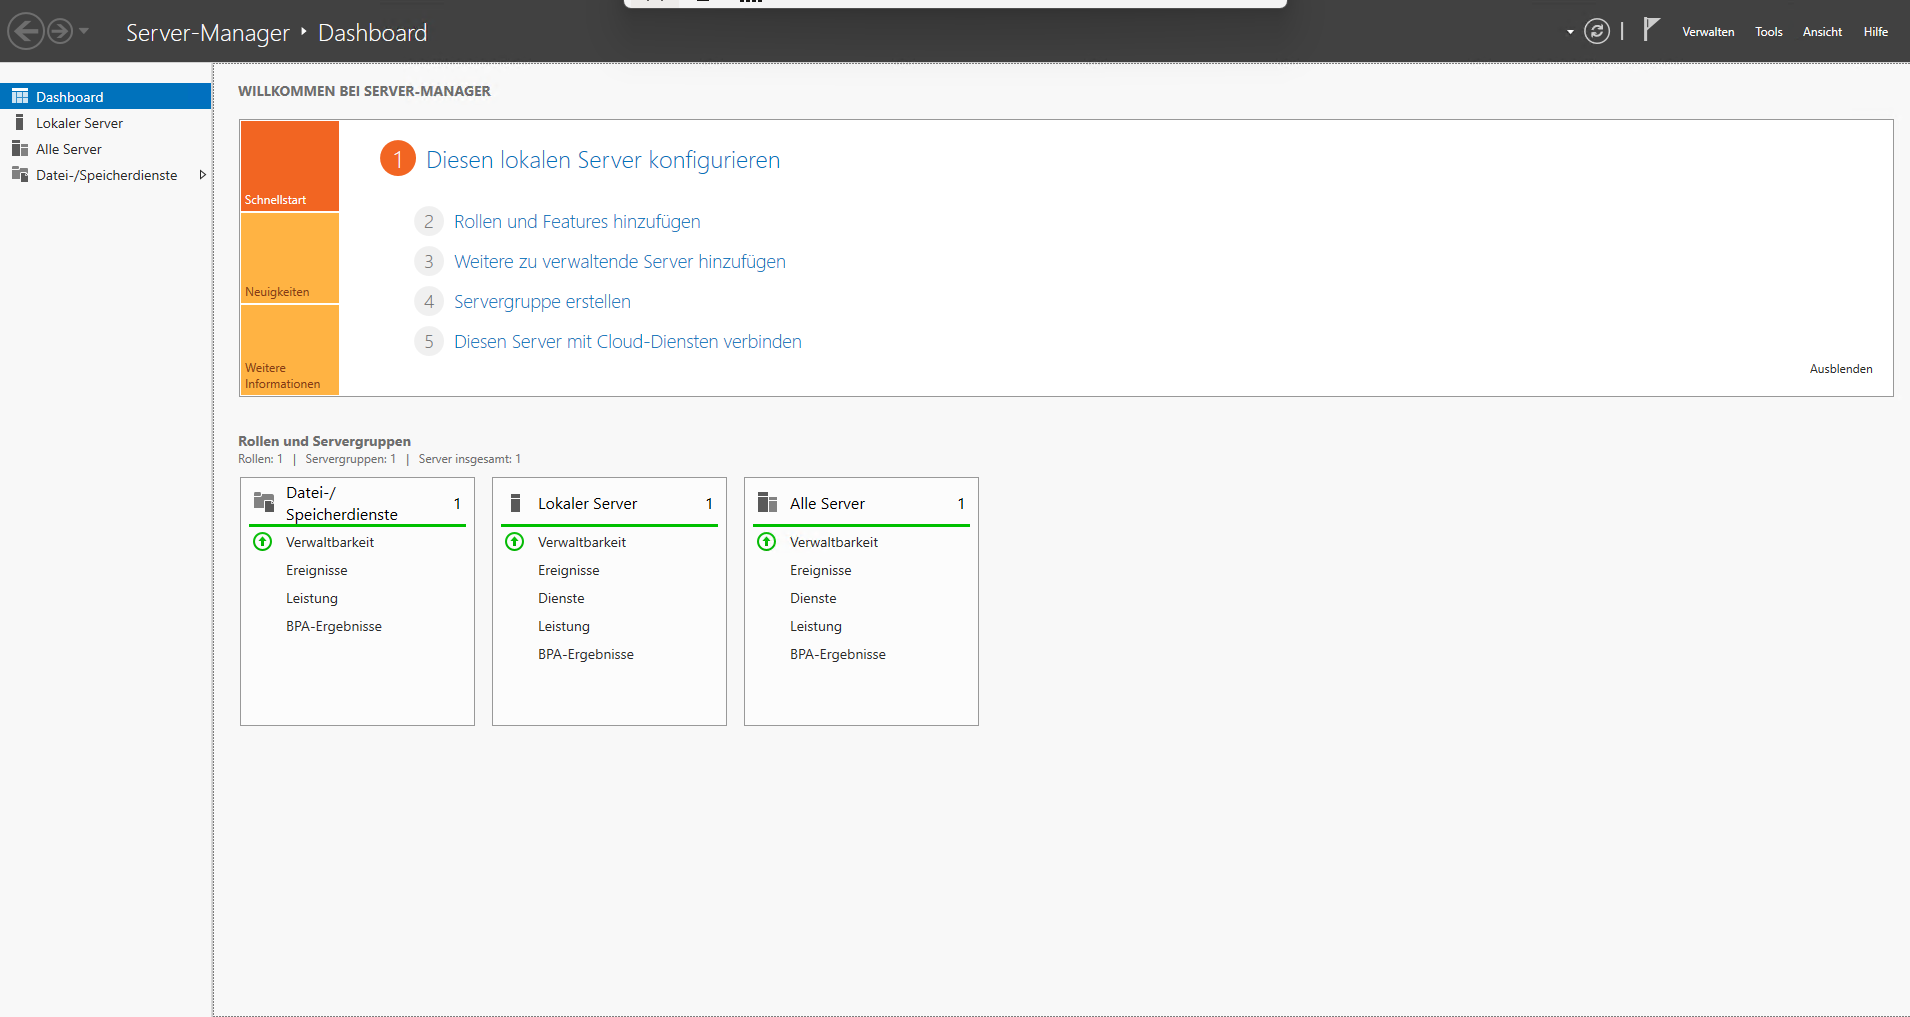 Server-Manager ‣ Dashboard
Verwalten Tools Ansicht Hilfe
Dashboard
Lokaler Server
Alle Server
Datei-/Speicherdienste
WILLKOMMEN BEI SERVER-MANAGER
Schnellstart
Neuigkeiten
Weitere
Informationen
1 Diesen lokalen Server konfigurieren
2 Rollen und Features hinzufügen
3 Weitere zu verwaltende Server hinzufügen
4 Servergruppe erstellen
5 Diesen Server mit Cloud-Diensten verbinden
Ausblenden
Rollen und Servergruppen
Rollen: 1 | Servergruppen: 1 | Server insgesamt: 1
Datei-/
Speicherdienste 1
Verwaltbarkeit
Ereignisse
Leistung
BPA-Ergebnisse
Lokaler Server 1
Verwaltbarkeit
Ereignisse
Dienste
Leistung
BPA-Ergebnisse
Alle Server 1
Verwaltbarkeit
Ereignisse
Dienste
Leistung
BPA-Ergebnisse